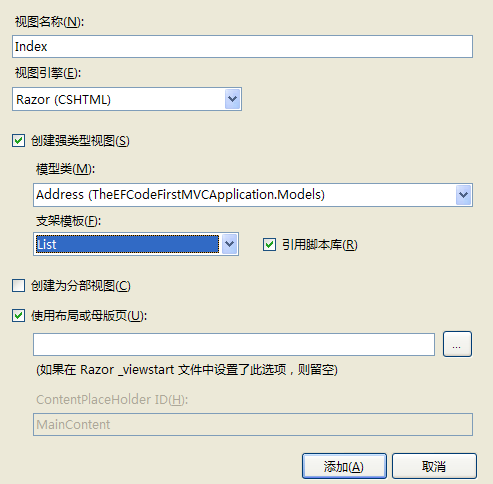 视图名称(N):
Index
视图引擎(E):
Razor (CSHTML)
创建强类型视图(S)
模型类(M):
Address (TheEFCodeFirstMVCApplication.Models)
支架模板(F):
List
引用脚本库(R)
创建为分部视图(C)
使用布局或母版页(U):
...
(如果在 Razor _viewstart 文件中设置了此选项，则留空)
ContentPlaceHolder ID(H):
MainContent
添加(A) 取消